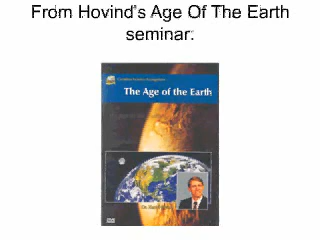 From Hovind's Age Of The Earth
seminar:
The Age of the Earth